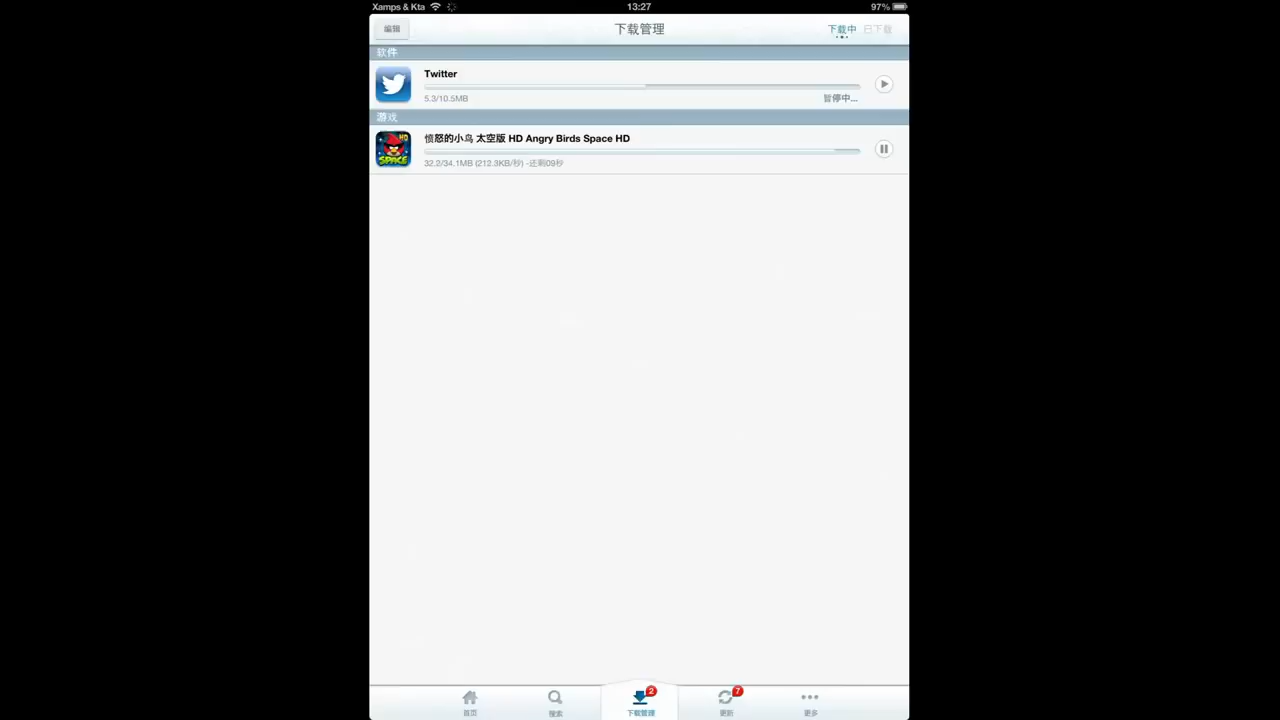 Xamps & Kta 13:27 97%
编辑 下载管理 下载中 已下载
软件
Twitter
5.3/10.5MB 暂停中...
游戏
HD
SPACE
愤怒的小鸟 太空版 HD Angry Birds Space HD
32.2/34.1MB (212.3KB/秒) -还剩09秒
2 7
首页 搜索 下载管理 更新 更多